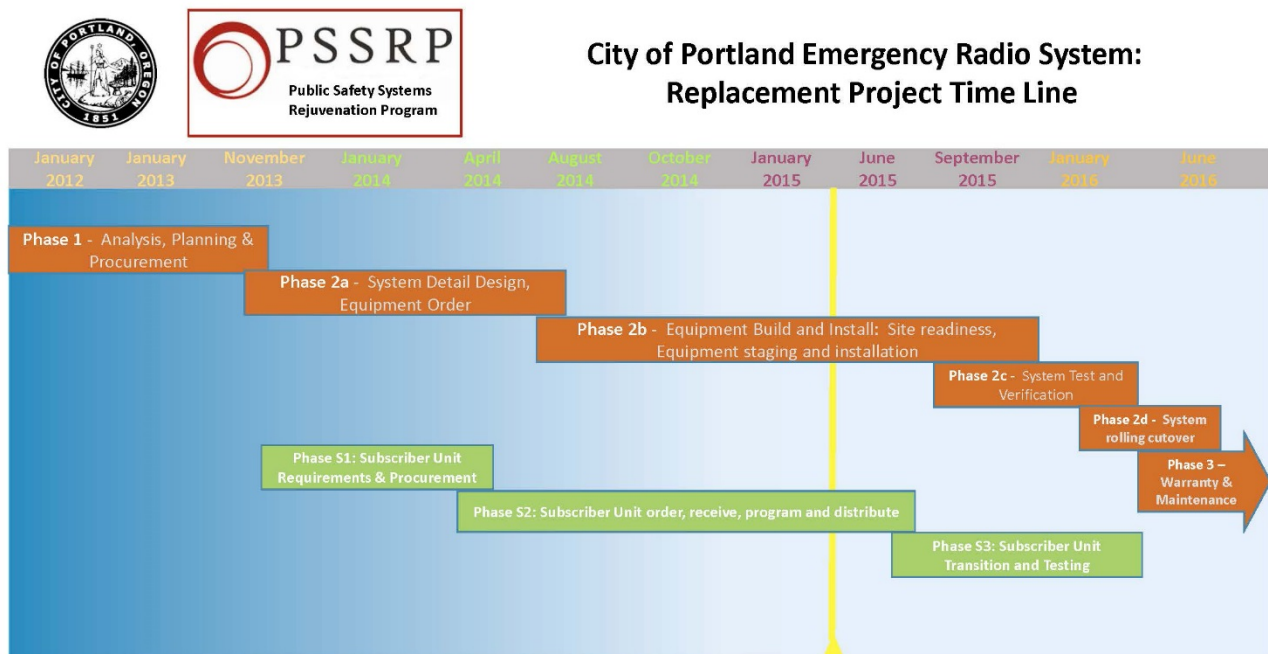 CITY OF PORTLAND, OREGON
1851
PSSRP
Public Safety Systems
Rejuvenation Program
City of Portland Emergency Radio System:
Replacement Project Time Line
January January November January April August October January June September January June
2012 2013 2013 2014 2014 2014 2014 2015 2015 2015 2016 2016
Phase 1 - Analysis, Planning &
Procurement
Phase 2a - System Detail Design,
Equipment Order
Phase 2b - Equipment Build and Install: Site readiness,
Equipment staging and installation
Phase 2c - System Test and
Verification
Phase 2d - System
rolling cutover
Phase S1: Subscriber Unit
Requirements & Procurement
Phase 3 –
Warranty &
Maintenance
Phase S2: Subscriber Unit order, receive, program and distribute
Phase S3: Subscriber Unit
Transition and Testing